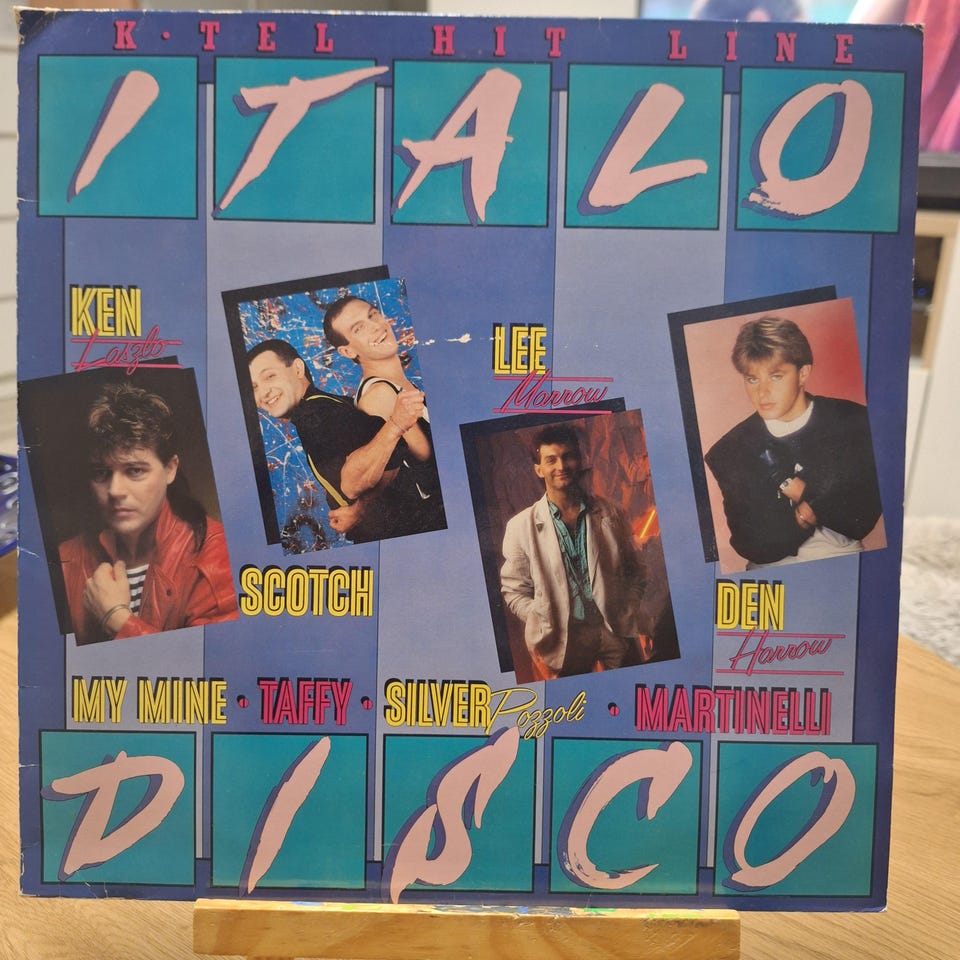 K·TEL HIT LINE
ITALO
KEN
Laszlo
LEE
Marrow
SCOTCH
DEN
Harrow
MY MINE · TAFFY · SILVER Pozzoli · MARTINELLI
DISCO